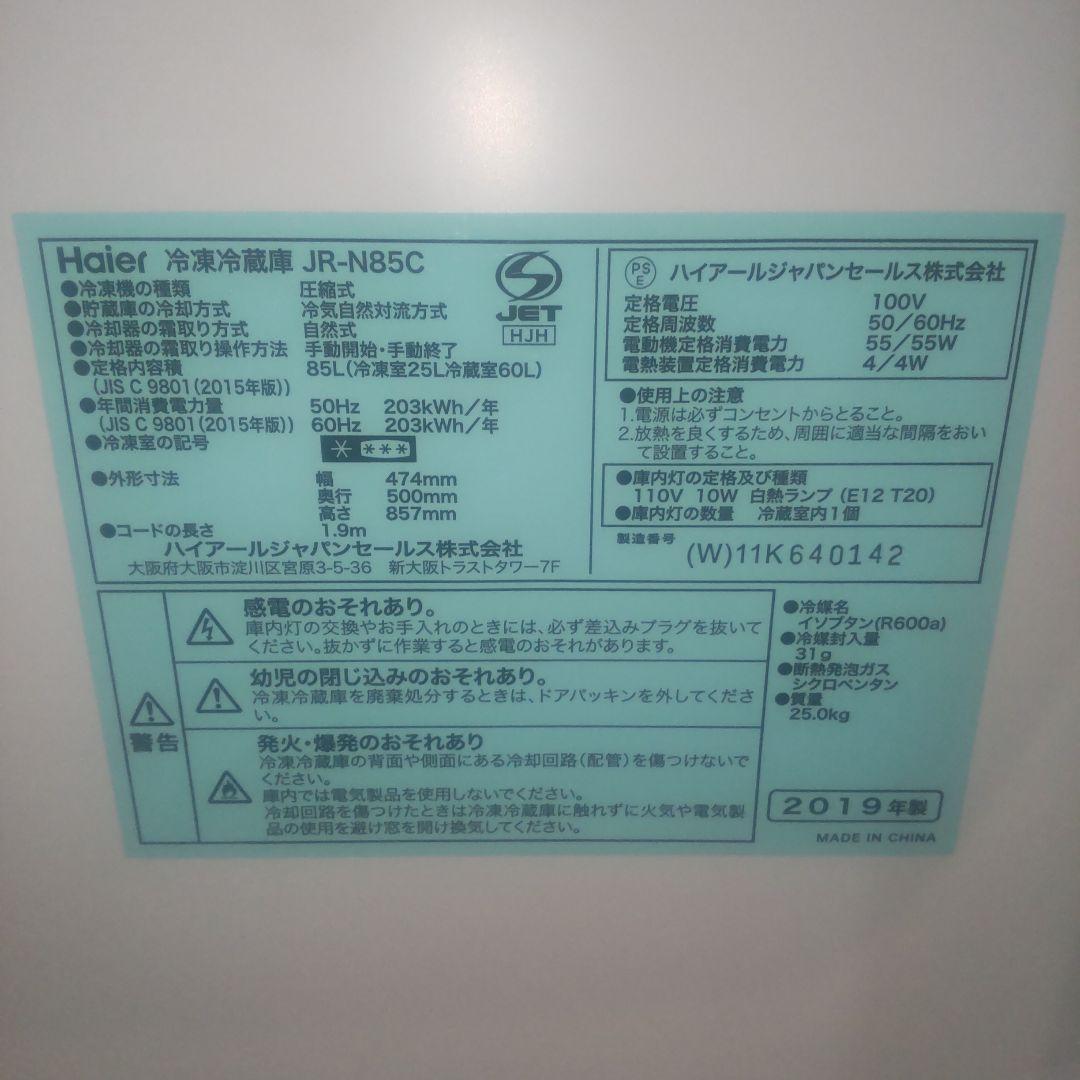 Haier 冷凍冷蔵庫 JR-N85C
●冷凍機の種類 圧縮式
●貯蔵庫の冷却方式 冷気自然対流方式
●冷却器の霜取り方式 自然式
●冷却器の霜取り操作方法 手動開始・手動終了
●定格内容積 85L(冷凍室25L冷蔵室60L)
(JIS C 9801(2015年版))
●年間消費電力量 50Hz 203kWh/年
(JIS C 9801(2015年版)) 60Hz 203kWh/年
●冷凍室の記号 * ***
●外形寸法 幅 474mm
奥行 500mm
高さ 857mm
●コードの長さ 1.9m
ハイアールジャパンセールス株式会社
大阪府大阪市淀川区宮原3-5-36 新大阪トラストタワー7F
S
JET
HJH
PS
E
ハイアールジャパンセールス株式会社
定格電圧 100V
定格周波数 50/60Hz
電動機定格消費電力 55/55W
電熱装置定格消費電力 4/4W
●使用上の注意
1.電源は必ずコンセントからとること。
2.放熱を良くするため、周囲に適当な間隔をおい
て設置すること。
●庫内灯の定格及び種類
110V 10W 白熱ランプ (E12 T20)
●庫内灯の数量 冷蔵室内1個
製造番号
(W)11K640142
警告
感電のおそれあり。
庫内灯の交換やお手入れのときには、必ず差込みプラグを抜いて
ください。抜かずに作業すると感電のおそれがあります。
幼児の閉じ込みのおそれあり。
冷凍冷蔵庫を廃棄処分するときは、ドアパッキンを外してくださ
い。
発火・爆発のおそれあり
冷凍冷蔵庫の背面や側面にある冷却回路(配管)を傷つけないで
ください。
庫内では電気製品を使用しないでください。
冷却回路を傷つけたときは冷凍冷蔵庫に触れずに火気や電気製
品の使用を避け窓を開け換気してください。
●冷媒名
イソブタン(R600a)
●冷媒封入量
31g
●断熱発泡ガス
シクロペンタン
●質量
25.0kg
2019年製
MADE IN CHINA